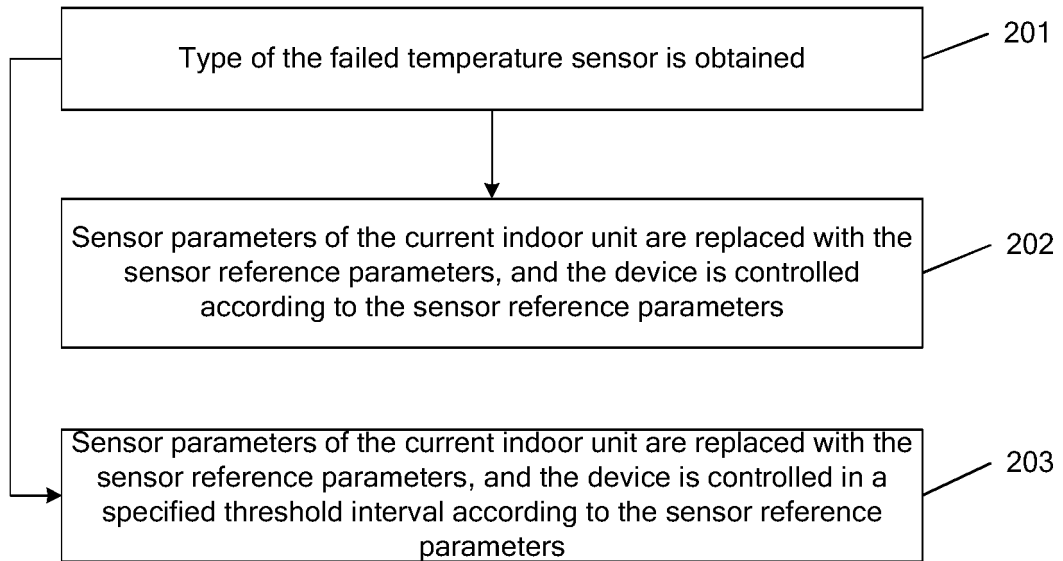 Type of the failed temperature sensor is obtained
201
Sensor parameters of the current indoor unit are replaced with the
sensor reference parameters, and the device is controlled
according to the sensor reference parameters
202
Sensor parameters of the current indoor unit are replaced with the
sensor reference parameters, and the device is controlled in a
specified threshold interval according to the sensor reference
parameters
203